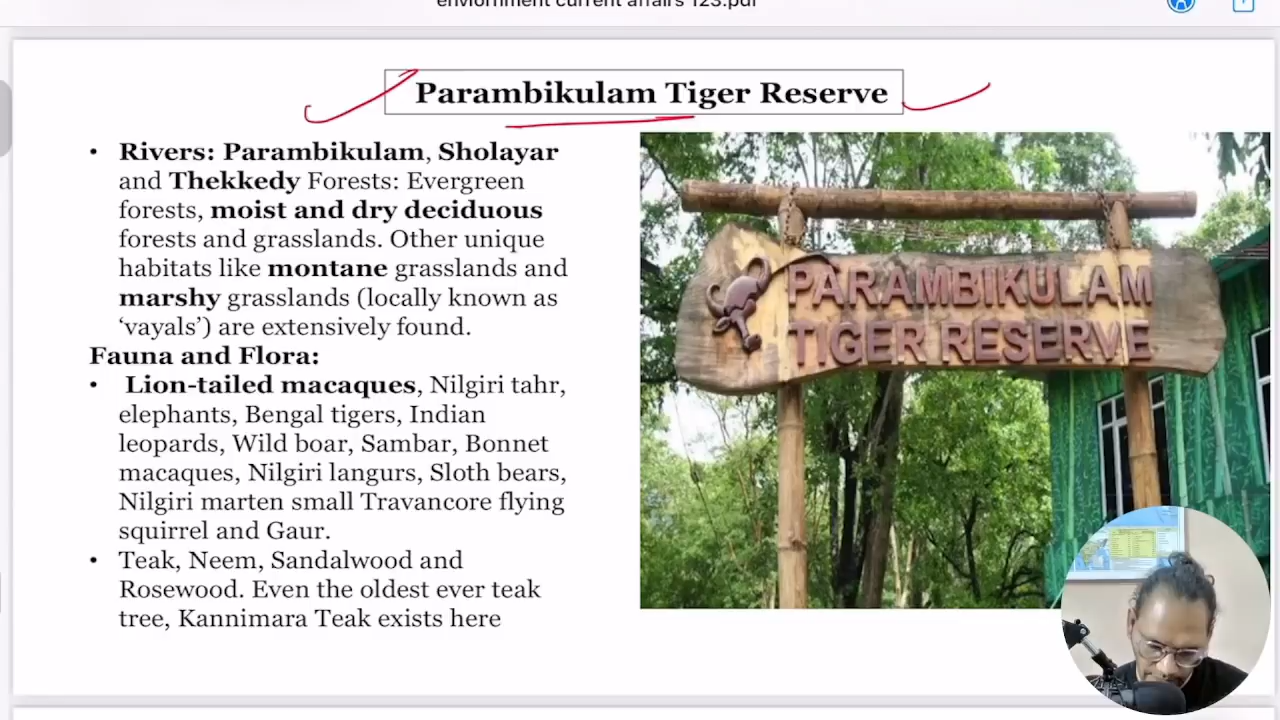 enviornment current affairs 123.pdf
Parambikulam Tiger Reserve
• Rivers: Parambikulam, Sholayar
and Thekkedy Forests: Evergreen
forests, moist and dry deciduous
forests and grasslands. Other unique
habitats like montane grasslands and
marshy grasslands (locally known as
‘vayals’) are extensively found.
Fauna and Flora:
• Lion-tailed macaques, Nilgiri tahr,
elephants, Bengal tigers, Indian
leopards, Wild boar, Sambar, Bonnet
macaques, Nilgiri langurs, Sloth bears,
Nilgiri marten small Travancore flying
squirrel and Gaur.
• Teak, Neem, Sandalwood and
Rosewood. Even the oldest ever teak
tree, Kannimara Teak exists here
PARAMBIKULAM
TIGER RESERVE